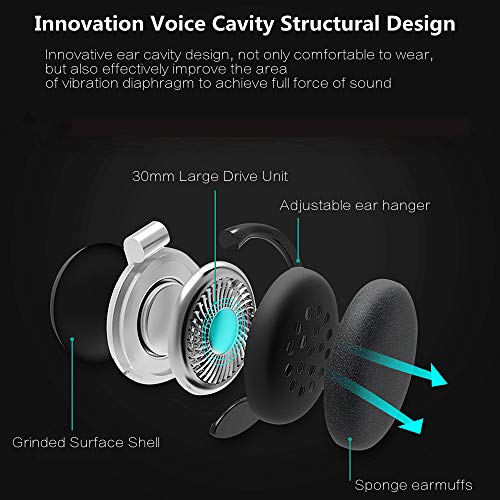 Innovation Voice Cavity Structural Design
Innovative ear cavity design, not only comfortable to wear,
but also effectively improve the area
of vibration diaphragm to achieve full force of sound
30mm Large Drive Unit
Adjustable ear hanger
Grinded Surface Shell
Sponge earmuffs